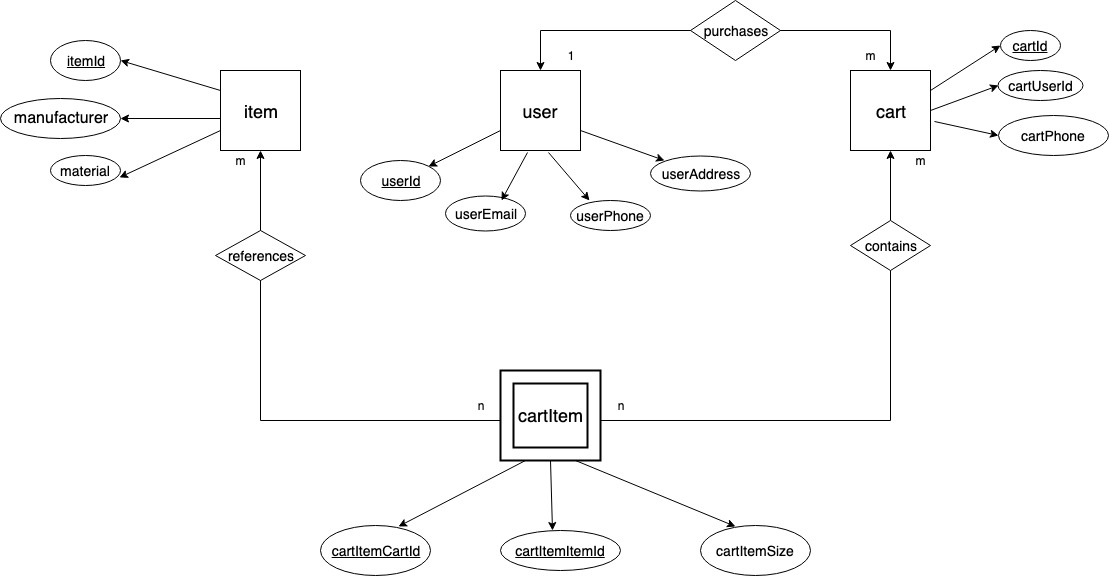 purchases
1
m
itemId
manufacturer
material
item
m
user
userId
userEmail
userPhone
userAddress
cart
cartId
cartUserId
cartPhone
m
references
contains
n
cartItem
n
cartItemCartId
cartItemItemId
cartItemSize